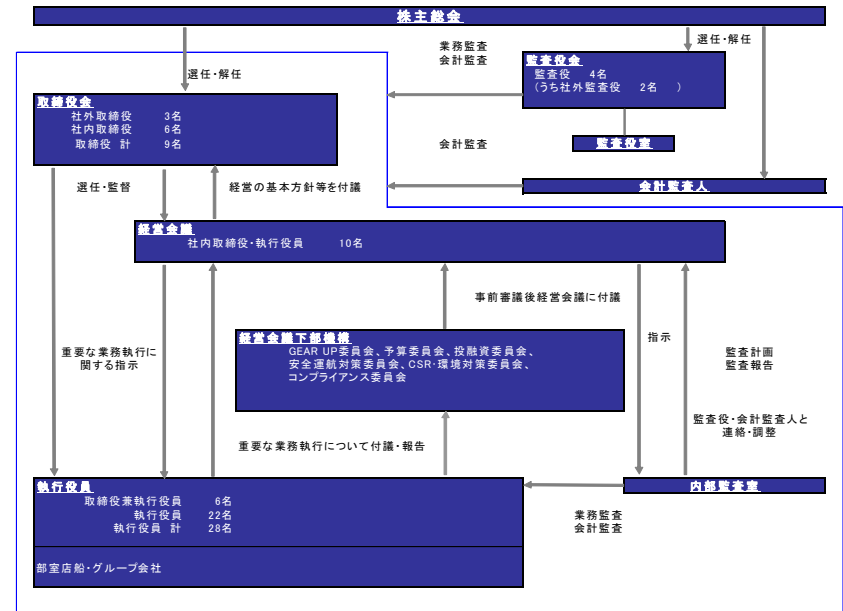 株主総会
選任・解任
業務監査
会計監査
選任・解任
監査役会
監査役　4名
(うち社外監査役　2名　)
取締役会
社外取締役　3名
社内取締役　6名
取締役 計　9名
会計監査
監査役室
会計監査人
選任・監督
経営の基本方針等を付議
経営会議
社内取締役・執行役員　10名
事前審議後経営会議に付議
重要な業務執行に
関する指示
経営会議下部機構
GEAR UP委員会、予算委員会、投融資委員会、
安全運航対策委員会、CSR・環境対策委員会、
コンプライアンス委員会
指示
監査計画
監査報告
監査役・会計監査人と
連絡・調整
重要な業務執行について付議・報告
執行役員
取締役兼執行役員　6名
執行役員　22名
執行役員 計　28名
内部監査室
業務監査
会計監査
部室店船・グループ会社